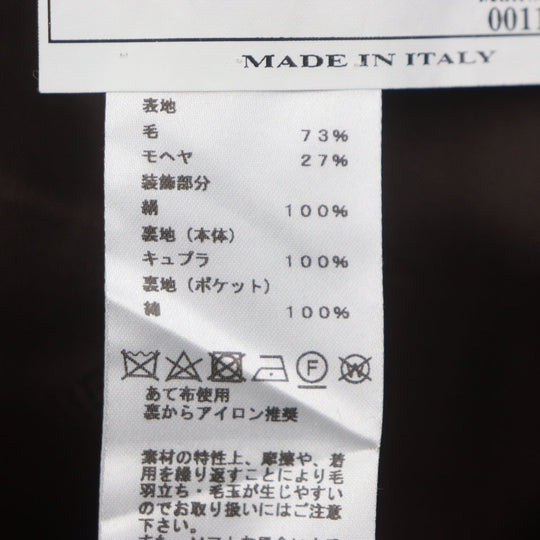 0011
MADE IN ITALY
表地
毛 73%
モヘヤ 27%
装飾部分
絹 100%
裏地（本体）
キュプラ 100%
裏地（ポケット）
綿 100%
F W
あて布使用
裏からアイロン推奨
素材の特性上、摩擦や、着
用を繰り返すことにより毛
羽立ち・毛玉が生じやすい
のでお取り扱いにはご注意
下さい。